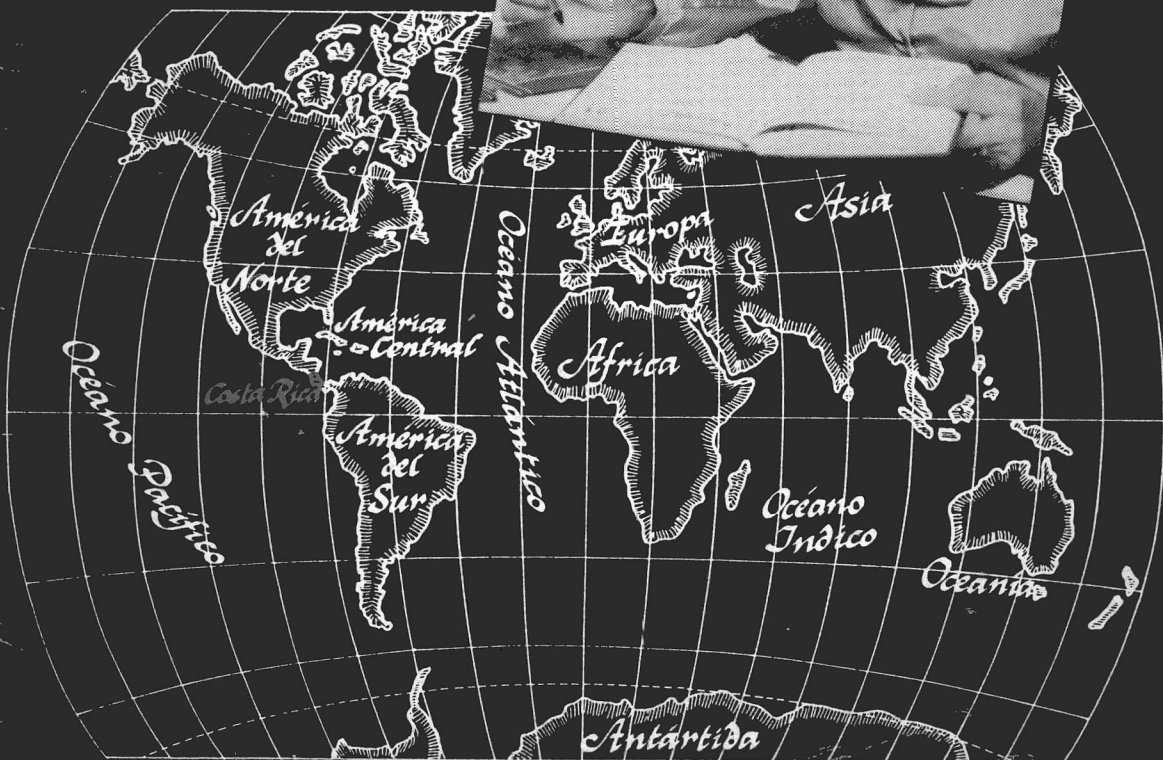 América
del
Norte
Europa
Asia
América
Central
Costa Rica
Océano Atlántico
África
Océano Pacífico
América
del
Sur
Océano
Indico
Oceanía
Antártida